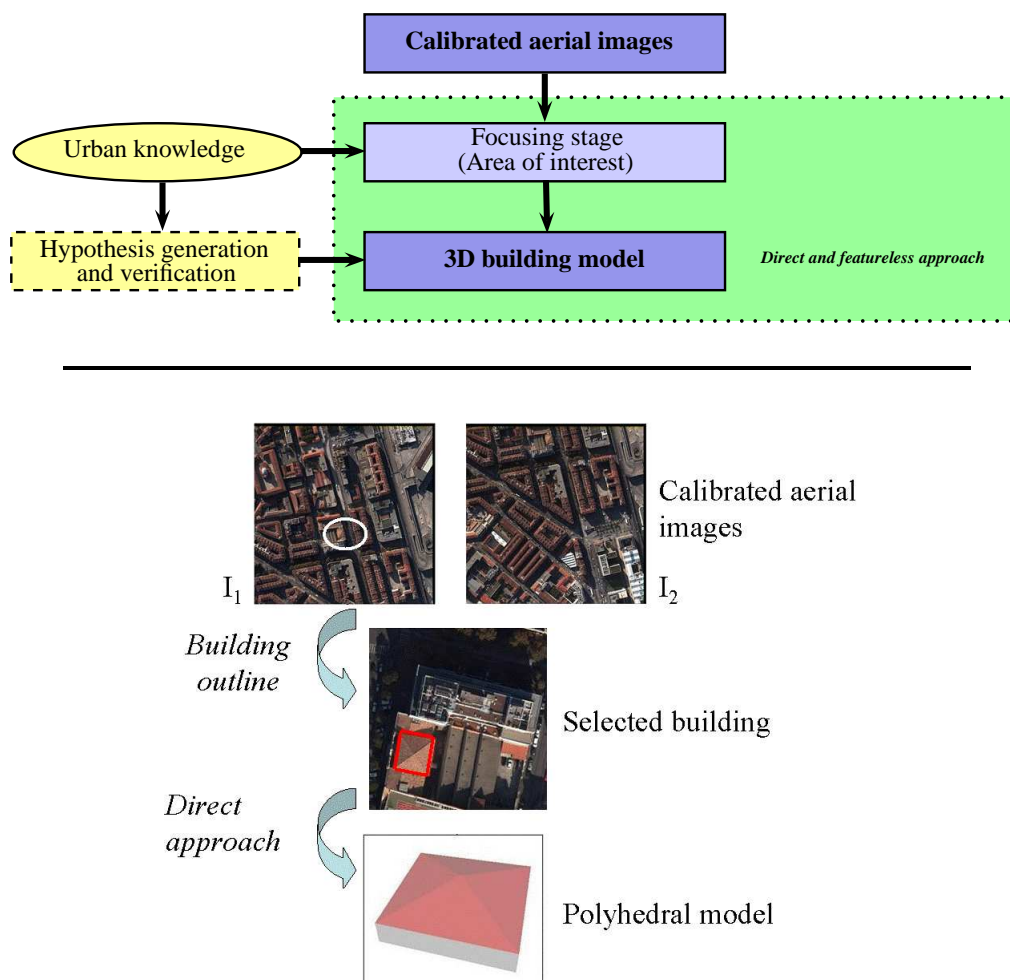 Calibrated aerial images
Urban knowledge
Focusing stage
(Area of interest)
Hypothesis generation
and verification
3D building model
Direct and featureless approach
Calibrated aerial
images
I1
I2
Building
outline
Selected building
Direct
approach
Polyhedral model